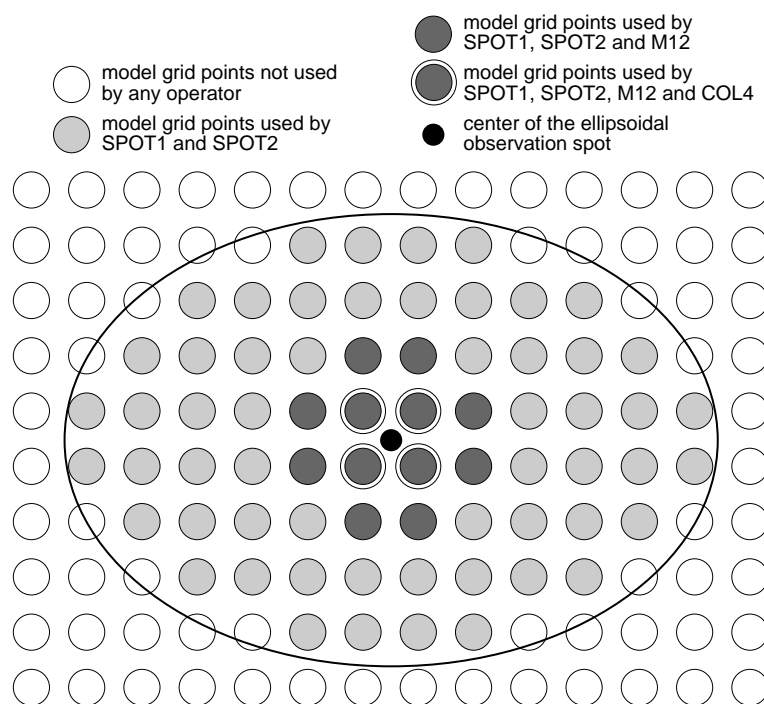 model grid points not used
by any operator
model grid points used by
SPOT1 and SPOT2
model grid points used by
SPOT1, SPOT2 and M12
model grid points used by
SPOT1, SPOT2, M12 and COL4
center of the ellipsoidal
observation spot